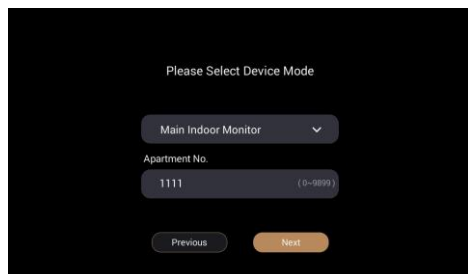 Please Select Device Mode
Main Indoor Monitor
Apartment No.
1111 (0~9899)
Previous Next